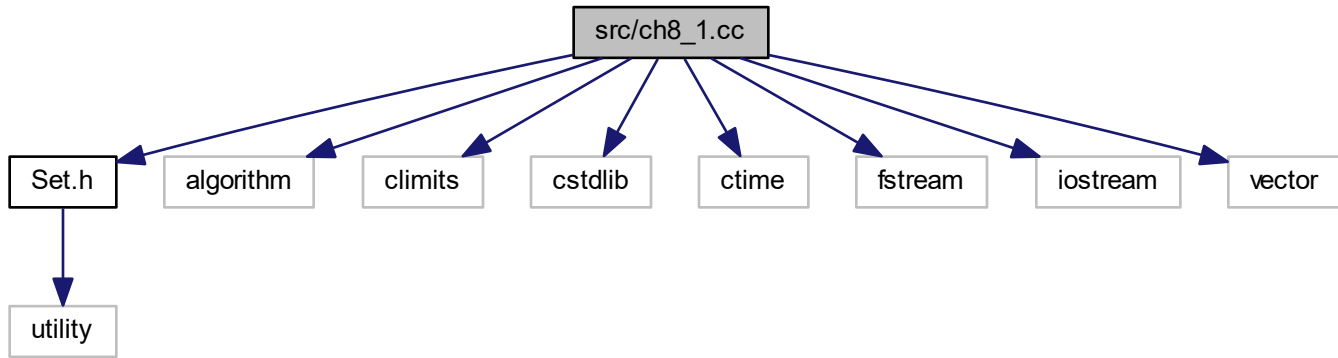 src/ch8_1.cc
Set.h
algorithm
climits
cstdlib
ctime
fstream
iostream
vector
utility